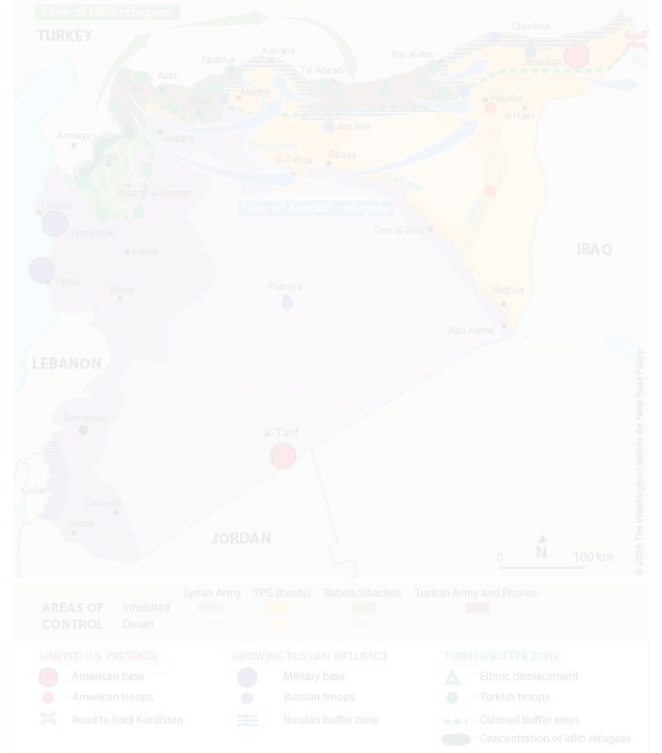 Flow of Idlib refugees
TURKEY
Qamishli
Kobane
Jarablus
Ras al-Ain
Rmelan
Tal Abyad
Azaz
Afrin
Manbij
al-Bab
Hasaka
al Hawl
Ain Issa
Antakya
Aleppo
Raqqa
al-Tabqa
Idlib
Maarat al-Numan
Latakia
Flow of Kurdish refugees
Hmeimim
Deir al-Zour
Hama
IRAQ
Tartus
Homs
Palmyra
Baghuz
Abu Kamal
LEBANON
Damascus
al-Tanf
Golan
Suwayda
Daraa
JORDAN
0 N 100 km
© 2020 The Washington Institute for Near East Policy
Syrian Army YPG (Kurds) Rebels/Jihadists Turkish Army and Proxies
AREAS OF CONTROL
Inhabited
Desert
LIMITED U.S. PRESENCE
American base
American troops
Road to Iraqi Kurdistan
GROWING RUSSIAN INFLUENCE
Military base
Russian troops
Russian buffer zone
TURKISH BUFFER ZONE
Ethnic displacement
Turkish troops
Claimed buffer areas
Concentration of Idlib refugees